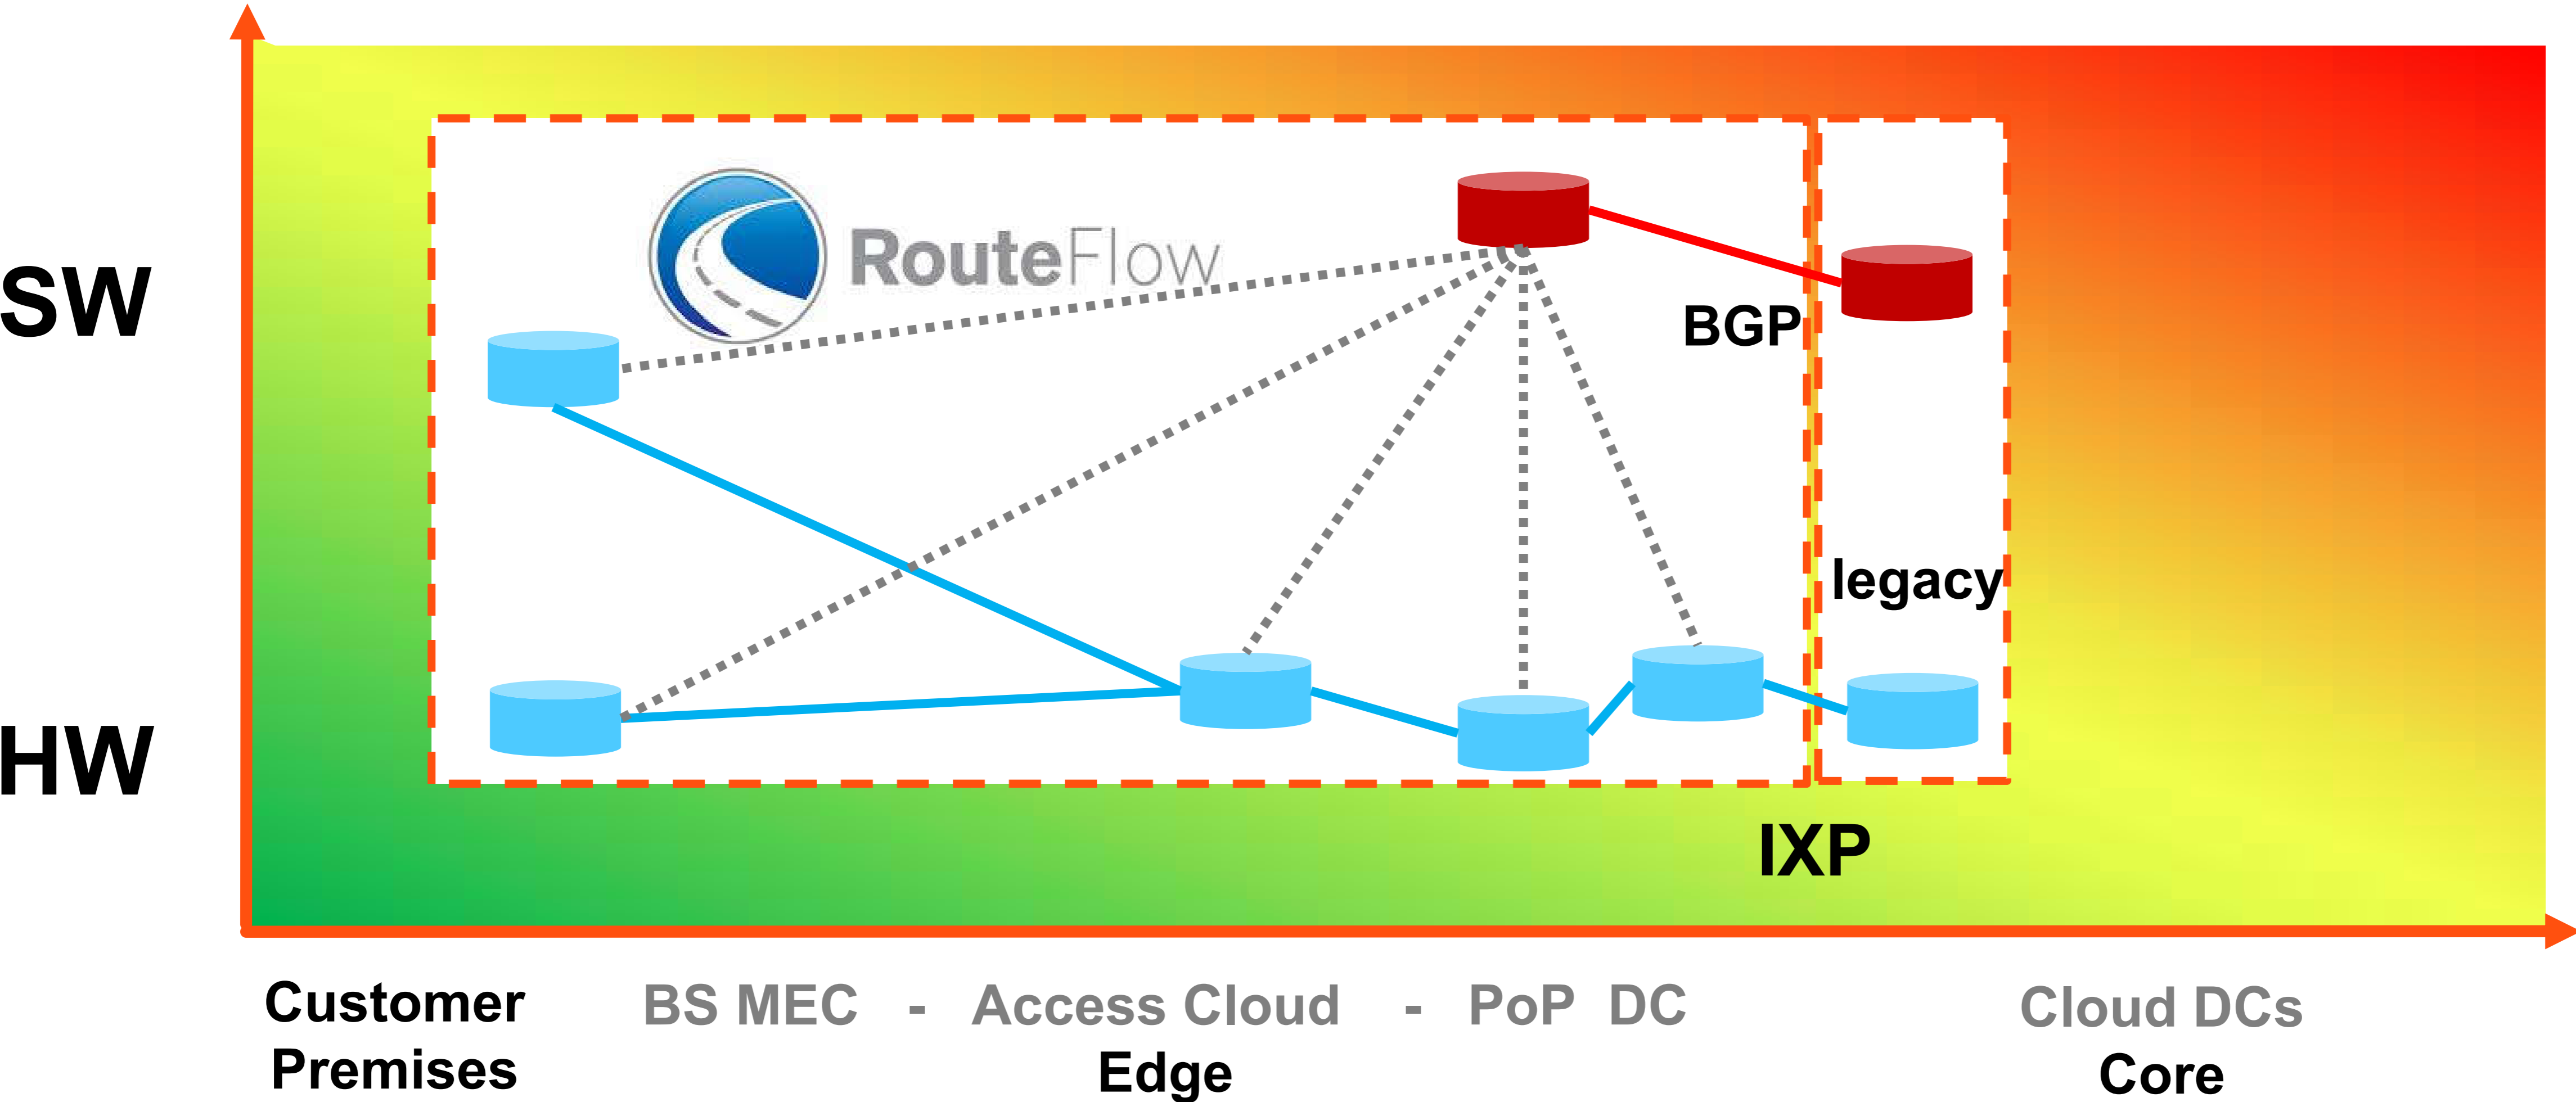 RouteFlow
SW
BGP
legacy
HW
IXP
Customer
Premises
BS MEC - Access Cloud - PoP DC
Edge
Cloud DCs
Core